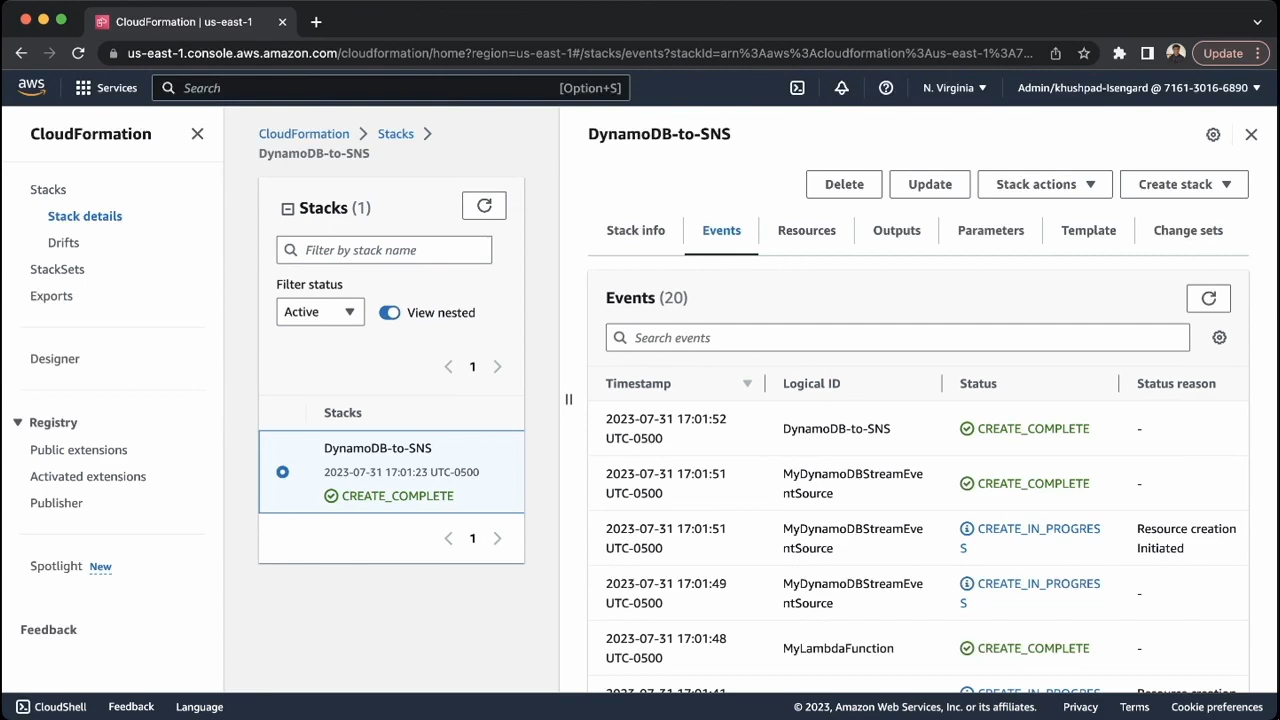 CloudFormation | us-east-1
us-east-1.console.aws.amazon.com/cloudformation/home?region=us-east-1#/stacks/events?stackId=arn%3Aaws%3Acloudformation%3Aus-east-1%3A7...
Update
aws
Services
Search
[Option+S]
N. Virginia
Admin/khushpad-Isengard @ 7161-3016-6890
CloudFormation
Stacks
Stack details
Drifts
StackSets
Exports
Designer
Registry
Public extensions
Activated extensions
Publisher
Spotlight New
Feedback
CloudFormation
Stacks
DynamoDB-to-SNS
Stacks (1)
Filter by stack name
Filter status
Active
View nested
1
Stacks
DynamoDB-to-SNS
2023-07-31 17:01:23 UTC-0500
CREATE_COMPLETE
1
DynamoDB-to-SNS
Delete
Update
Stack actions
Create stack
Stack info
Events
Resources
Outputs
Parameters
Template
Change sets
Events (20)
Search events
Timestamp
Logical ID
Status
Status reason
2023-07-31 17:01:52
UTC-0500
DynamoDB-to-SNS
CREATE_COMPLETE
-
2023-07-31 17:01:51
UTC-0500
MyDynamoDBStreamEve
ntSource
CREATE_COMPLETE
-
2023-07-31 17:01:51
UTC-0500
MyDynamoDBStreamEve
ntSource
CREATE_IN_PROGRES
S
Resource creation
Initiated
2023-07-31 17:01:49
UTC-0500
MyDynamoDBStreamEve
ntSource
CREATE_IN_PROGRES
S
-
2023-07-31 17:01:48
UTC-0500
MyLambdaFunction
CREATE_COMPLETE
-
2023-07-31 17:01:41
CREATE_IN_PROGRES
Resource creation
CloudShell
Feedback
Language
© 2023, Amazon Web Services, Inc. or its affiliates.
Privacy
Terms
Cookie preferences